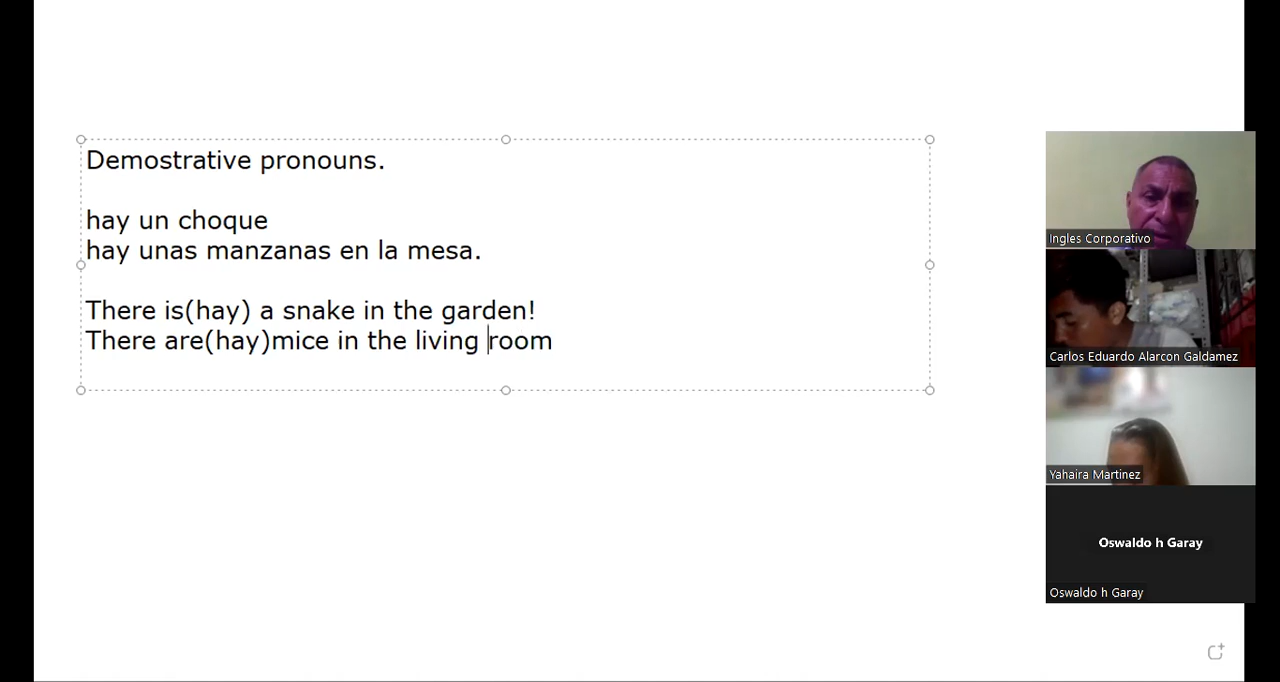 Demostrative pronouns.
hay un choque
hay unas manzanas en la mesa.
There is(hay) a snake in the garden!
There are(hay)mice in the living room
Ingles Corporativo
Carlos Eduardo Alarcon Galdamez
Yahaira Martinez
Oswaldo h Garay
Oswaldo h Garay